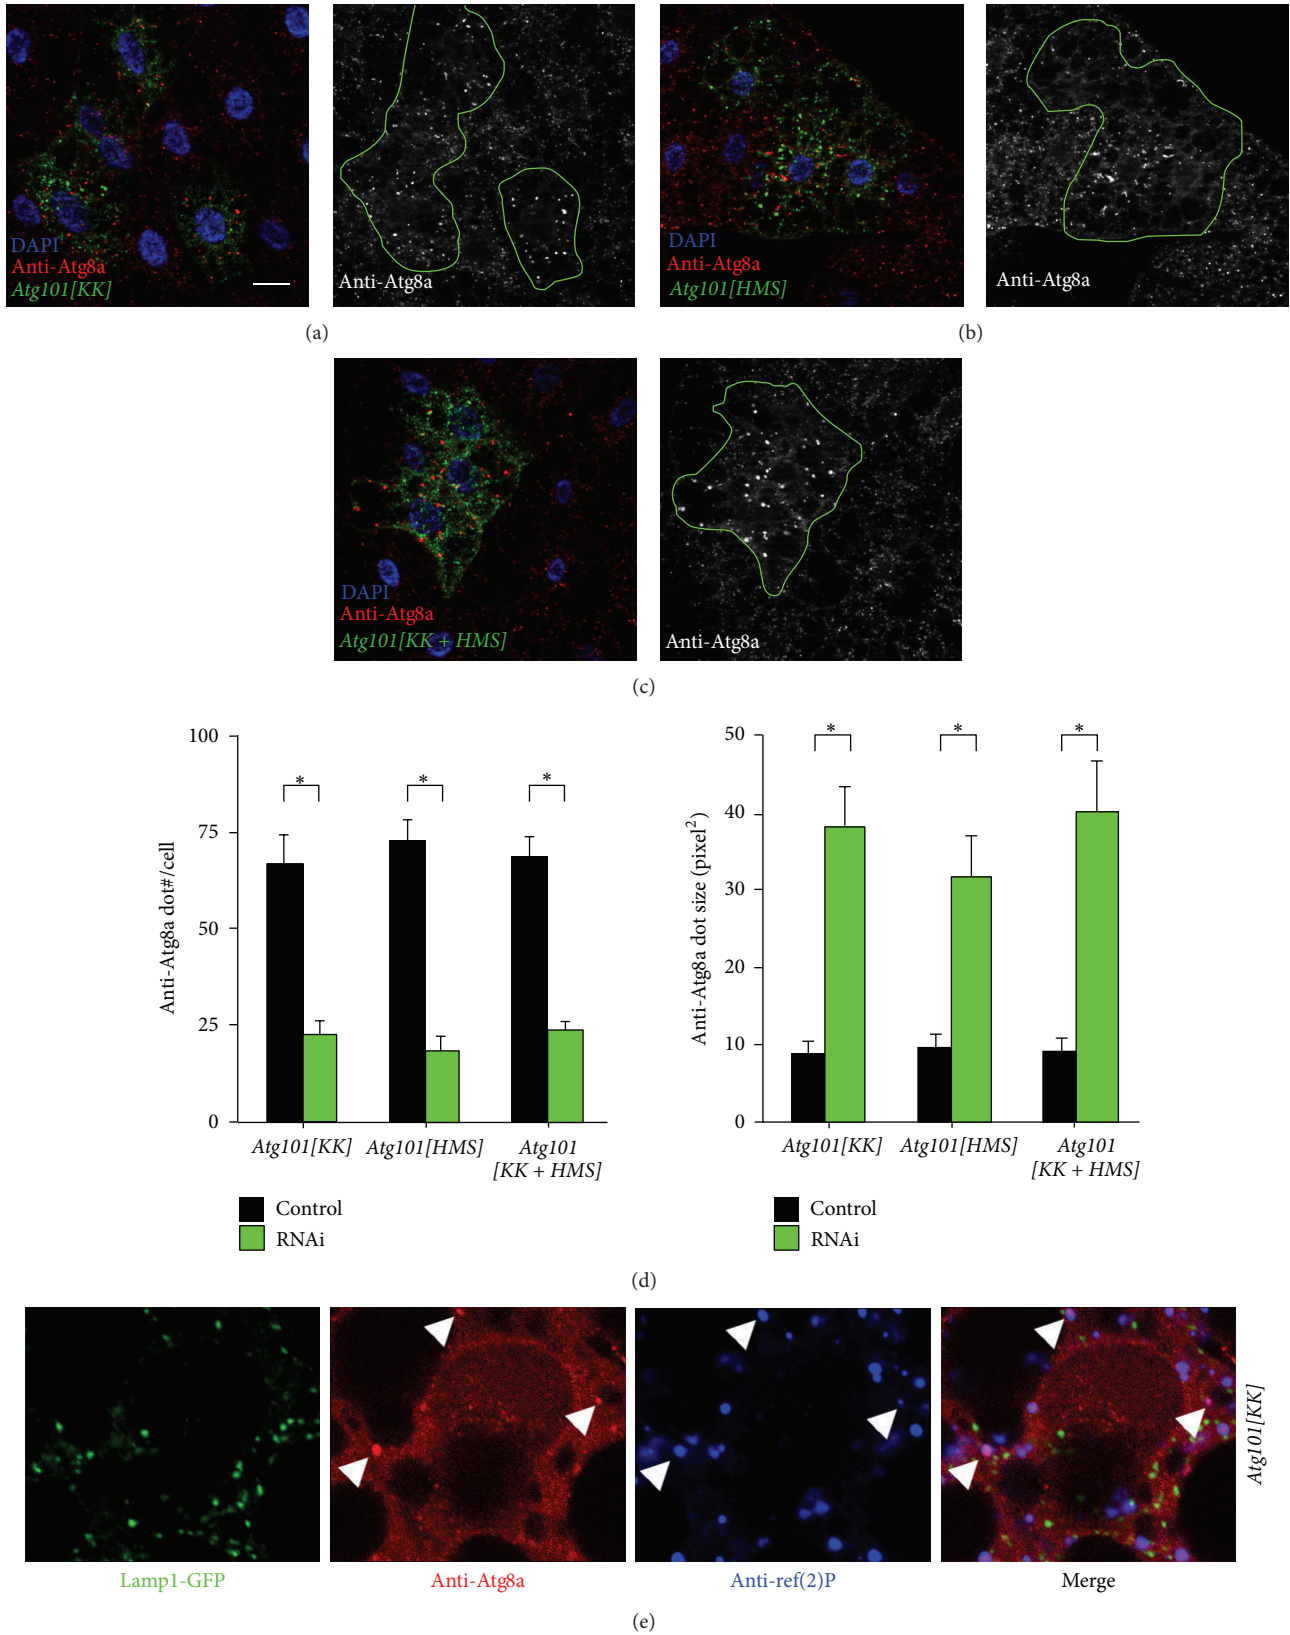 DAPI
Anti-Atg8a
Atg101[KK]
Anti-Atg8a
DAPI
Anti-Atg8a
Atg101[HMS]
Anti-Atg8a
(a)
(b)
DAPI
Anti-Atg8a
Atg101[KK + HMS]
Anti-Atg8a
(c)
100
75
50
25
0
Anti-Atg8a dot#/cell
*
*
*
Atg101[KK]
Atg101[HMS]
Atg101
[KK + HMS]
Control
RNAi
50
40
30
20
10
0
Anti-Atg8a dot size (pixel²)
*
*
*
Atg101[KK]
Atg101[HMS]
Atg101
[KK + HMS]
Control
RNAi
(d)
Lamp1-GFP
Anti-Atg8a
Anti-ref(2)P
Merge
Atg101[KK]
(e)